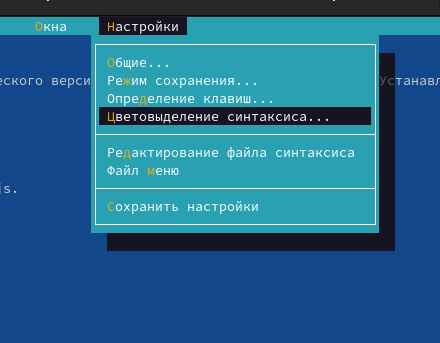 Окна Настройки
Общие...
еского верси Режим сохранения... Устанавл
Определение клавиш...
Цветовыделение синтаксиса...
Редактирование файла синтаксиса
Файл меню
js.
Сохранить настройки